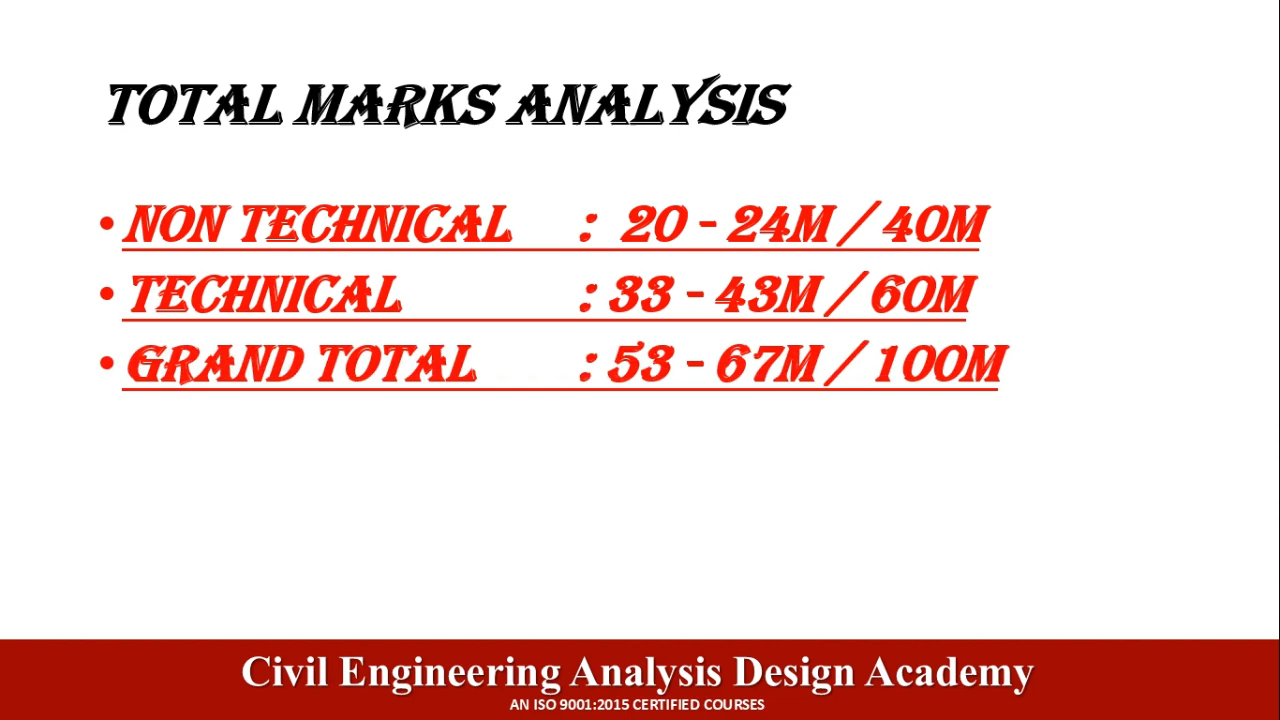 TOTAL MARKS ANALYSIS
• NON TECHNICAL : 20 - 24M / 40M
• TECHNICAL : 33 - 43M / 60M
• GRAND TOTAL : 53 - 67M / 100M
Civil Engineering Analysis Design Academy
AN ISO 9001:2015 CERTIFIED COURSES